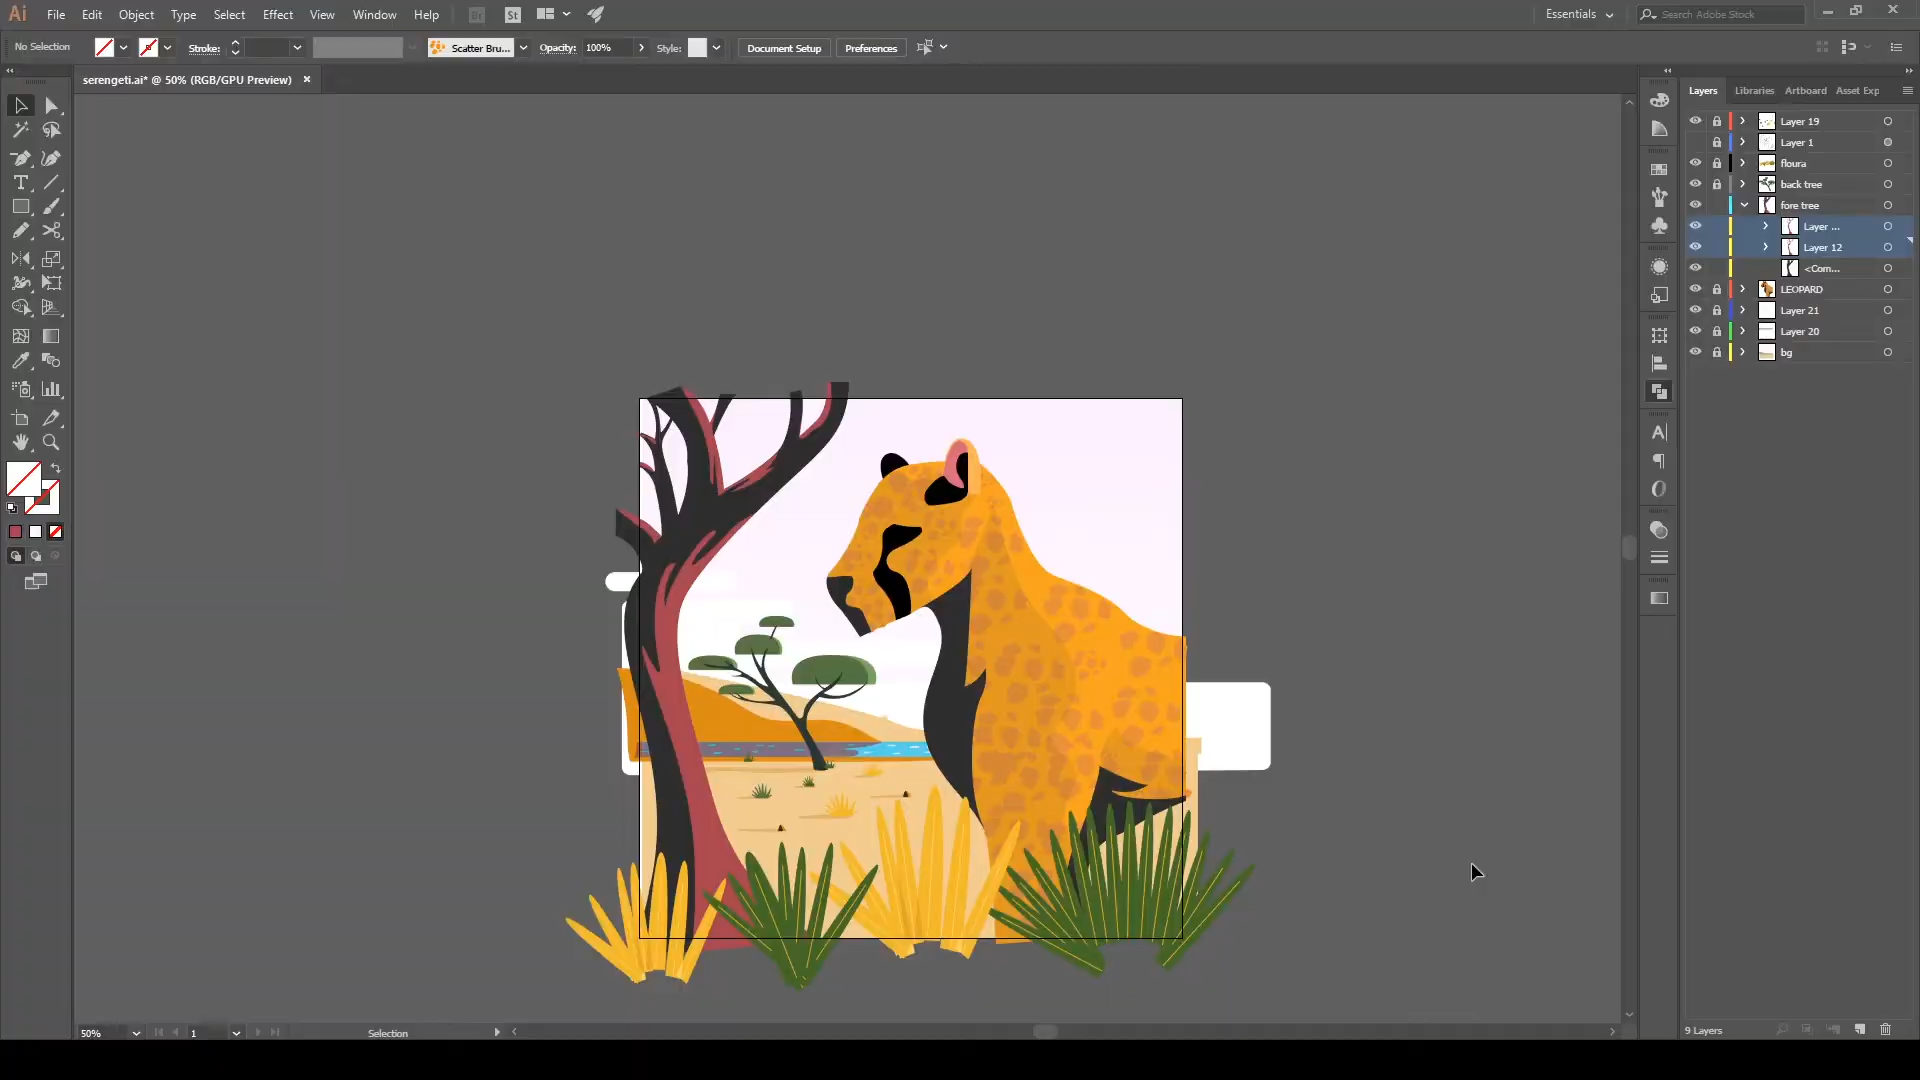 Ai File Edit Object Type Select Effect View Window Help Br St Essentials Search Adobe Stock
No Selection Stroke: Scatter Bru... Opacity: 100% Style: Document Setup Preferences
serengeti.ai* @ 50% (RGB/GPU Preview) ×
Layers Libraries Artboard Asset Exp
Layer 19
Layer 1
floura
back tree
fore tree
Layer ...
Layer 12
<Com...
LEOPARD
Layer 21
Layer 20
bg
50% 1 Selection
9 Layers